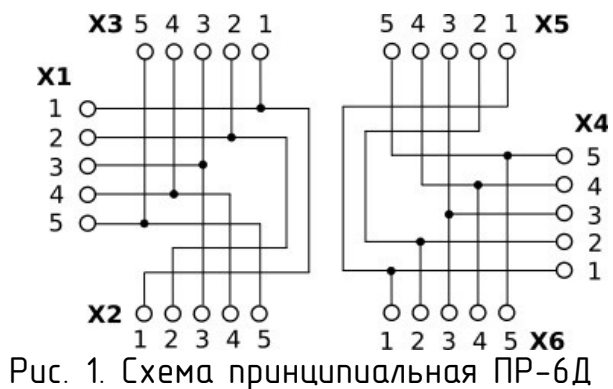 X3 5 4 3 2 1
5 4 3 2 1 X5
X1
1
2
3
4
5
X4
5
4
3
2
1
X2
1 2 3 4 5
1 2 3 4 5 X6
Рис. 1. Схема принципиальная ПР-6Д